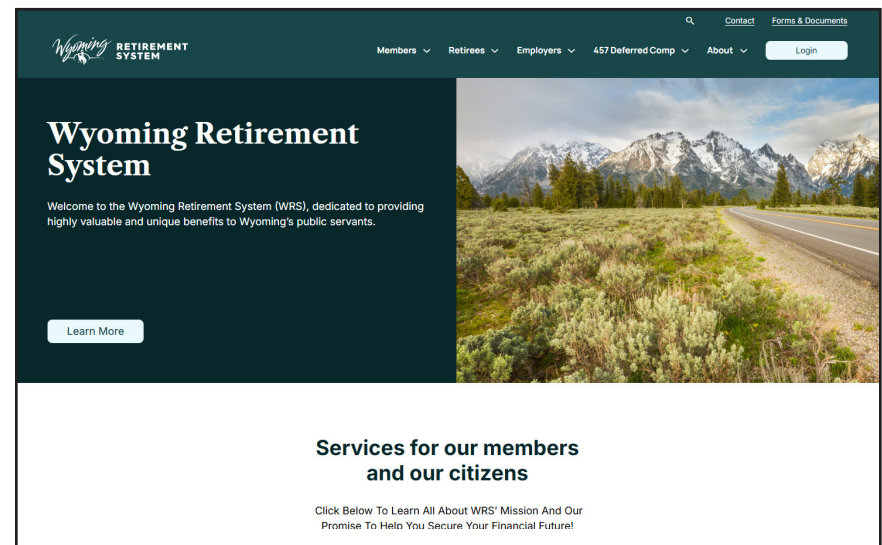 Contact Forms & Documents
Wyoming RETIREMENT SYSTEM
Members Retirees Employers 457 Deferred Comp About Login
Wyoming Retirement
System
Welcome to the Wyoming Retirement System (WRS), dedicated to providing
highly valuable and unique benefits to Wyoming's public servants.
Learn More
Services for our members
and our citizens
Click Below To Learn All About WRS' Mission And Our
Promise To Help You Secure Your Financial Future!